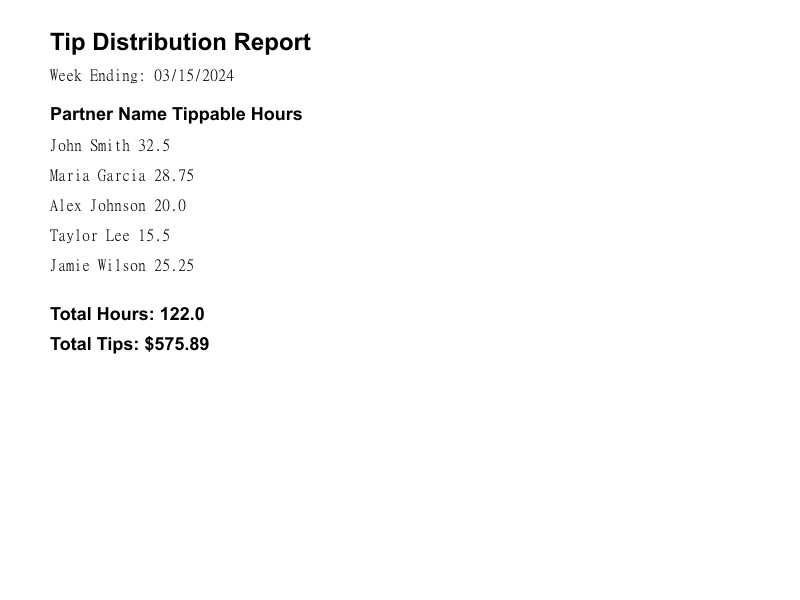 Tip Distribution Report
Week Ending: 03/15/2024
Partner Name Tippable Hours
John Smith 32.5
Maria Garcia 28.75
Alex Johnson 20.0
Taylor Lee 15.5
Jamie Wilson 25.25
Total Hours: 122.0
Total Tips: $575.89